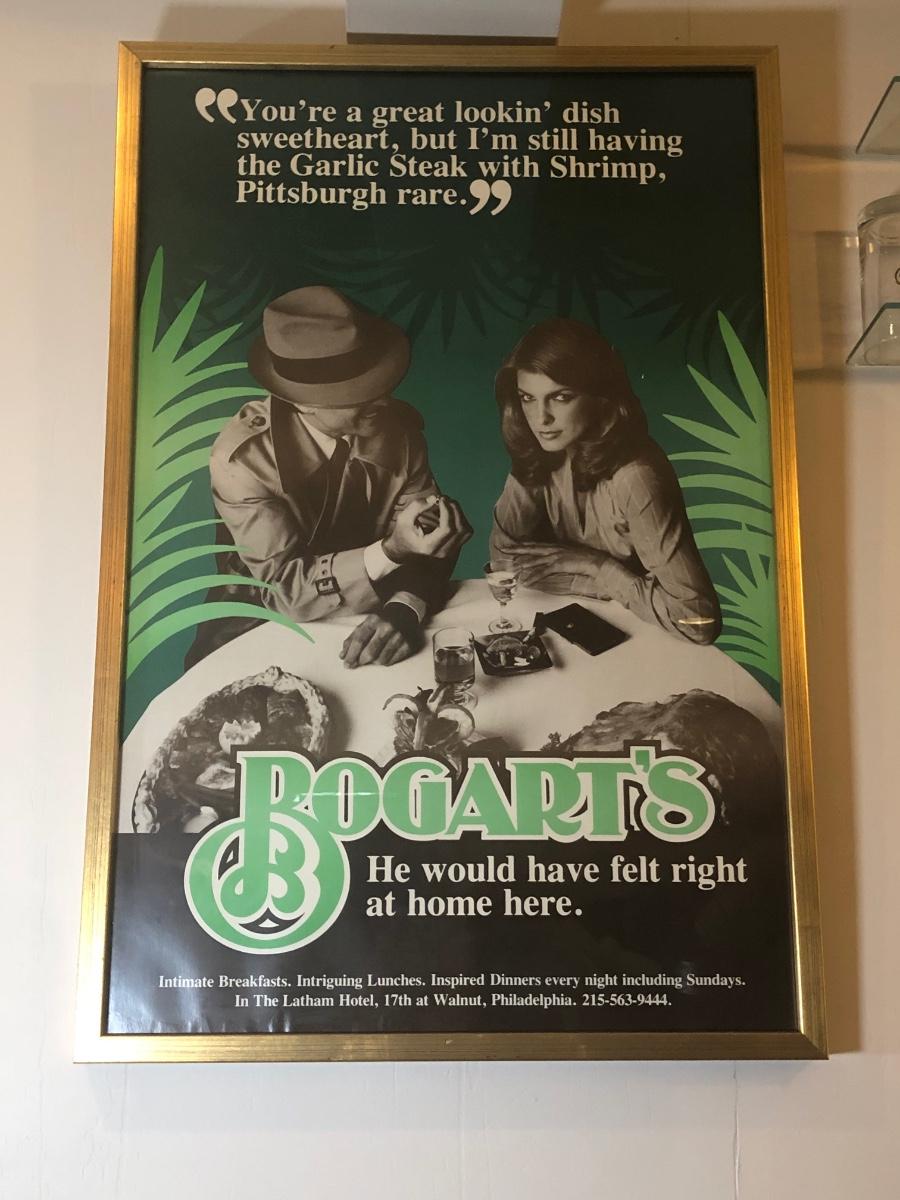 “You’re a great lookin’ dish
sweetheart, but I’m still having
the Garlic Steak with Shrimp,
Pittsburgh rare.”
BOGART’S
B
He would have felt right
at home here.
Intimate Breakfasts. Intriguing Lunches. Inspired Dinners every night including Sundays.
In The Latham Hotel, 17th at Walnut, Philadelphia. 215-563-9444.